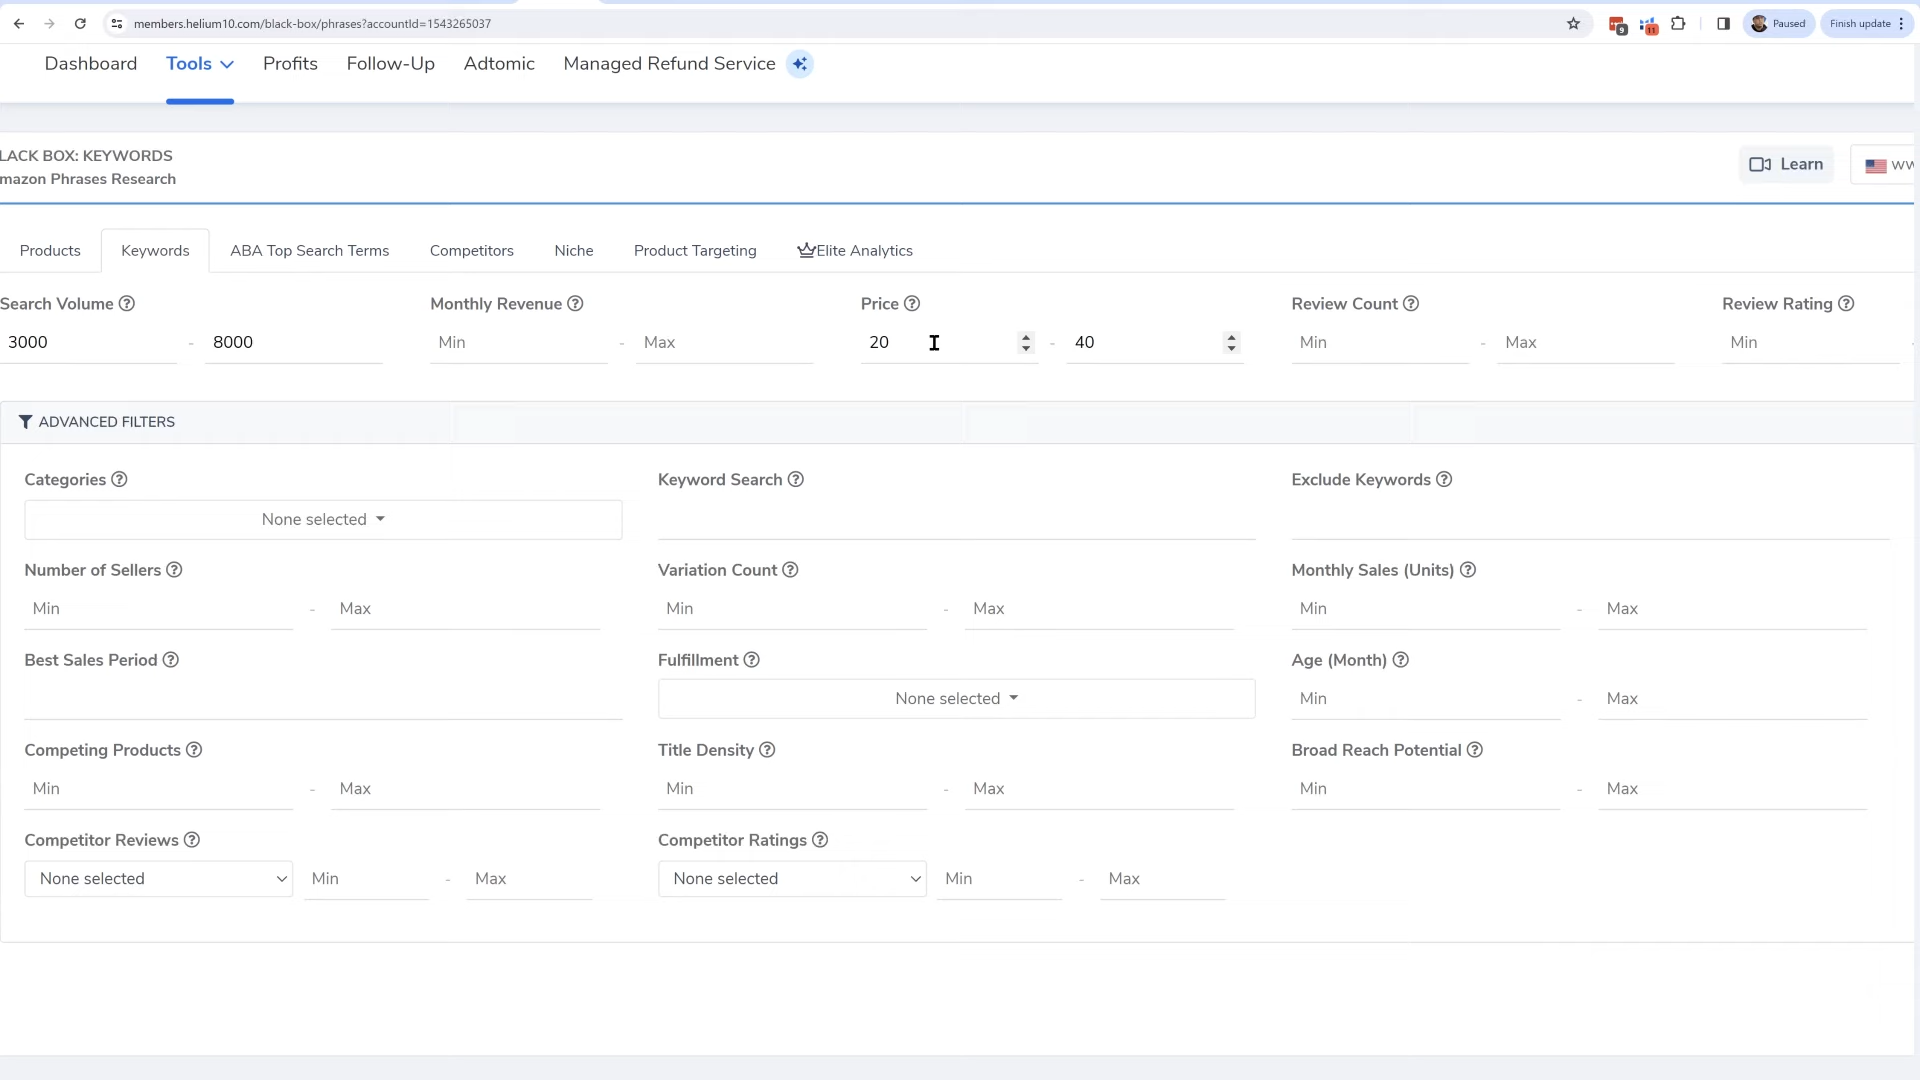 members.helium10.com/black-box/phrases?accountId=1543265037
9
11
Paused
Finish update
Dashboard
Tools
Profits
Follow-Up
Adtomic
Managed Refund Service
LACK BOX: KEYWORDS
mazon Phrases Research
Learn
ww
Products
Keywords
ABA Top Search Terms
Competitors
Niche
Product Targeting
Elite Analytics
Search Volume
Monthly Revenue
Price
Review Count
Review Rating
3000 - 8000
Min - Max
20 - 40
Min - Max
Min -
ADVANCED FILTERS
Categories
Keyword Search
Exclude Keywords
None selected
Number of Sellers
Variation Count
Monthly Sales (Units)
Min - Max
Min - Max
Min - Max
Best Sales Period
Fulfillment
Age (Month)
None selected
Min - Max
Competing Products
Title Density
Broad Reach Potential
Min - Max
Min - Max
Min - Max
Competitor Reviews
Competitor Ratings
None selected
Min - Max
None selected
Min - Max